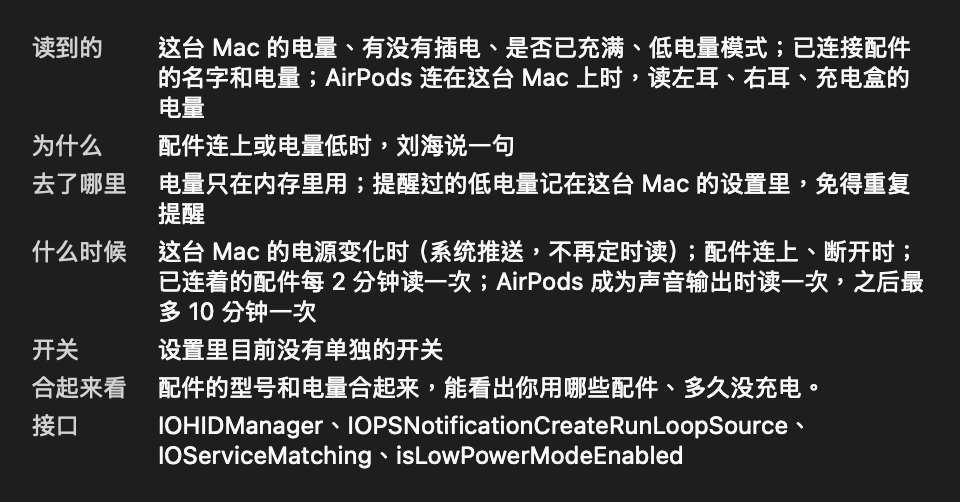 读到的 这台 Mac 的电量、有没有插电、是否已充满、低电量模式；已连接配件
的名字和电量；AirPods 连在这台 Mac 上时，读左耳、右耳、充电盒的
电量
为什么 配件连上或电量低时，刘海说一句
去了哪里 电量只在内存里用；提醒过的低电量记在这台 Mac 的设置里，免得重复
提醒
什么时候 这台 Mac 的电源变化时（系统推送，不再定时读）；配件连上、断开时；
已连着的配件每 2 分钟读一次；AirPods 成为声音输出时读一次，之后最
多 10 分钟一次
开关 设置里目前没有单独的开关
合起来看 配件的型号和电量合起来，能看出你用哪些配件、多久没充电。
接口 IOHIDManager、IOPSNotificationCreateRunLoopSource、
IOServiceMatching、isLowPowerModeEnabled